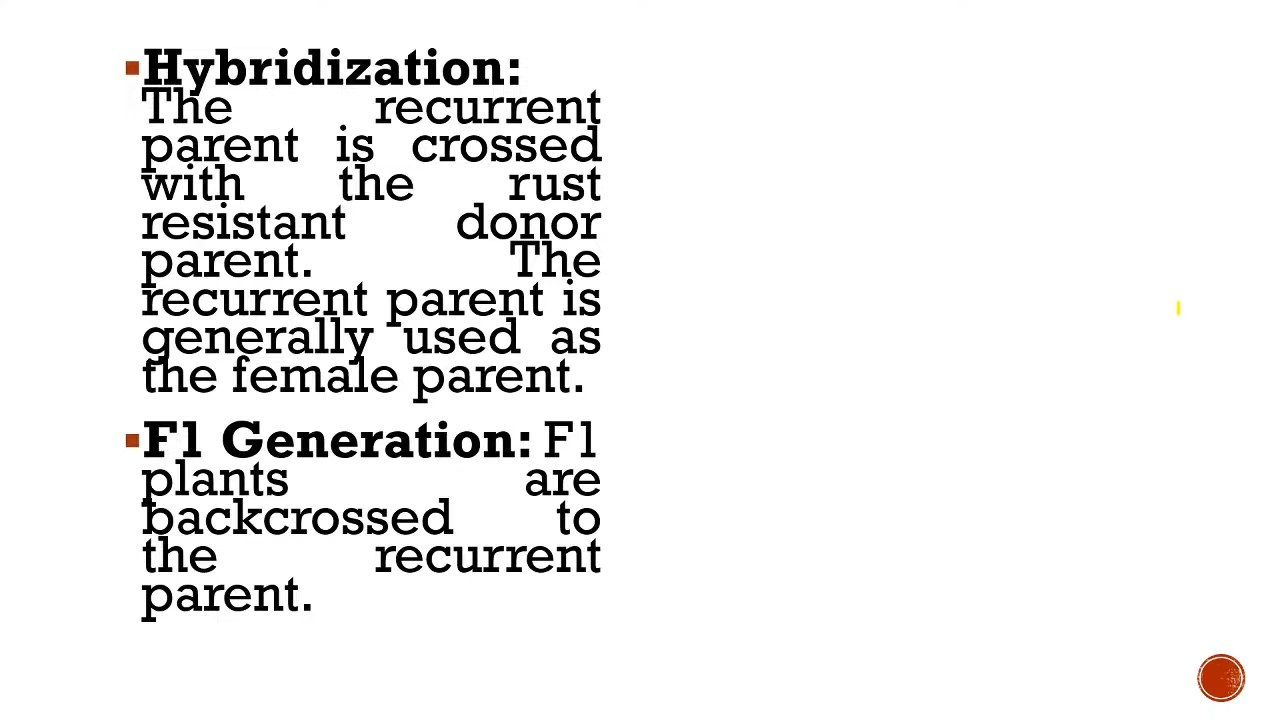 Hybridization:
The recurrent
parent is crossed
with the rust
resistant donor
parent. The
recurrent parent is
generally used as
the female parent.
F1 Generation: F1
plants are
backcrossed to
the recurrent
parent.